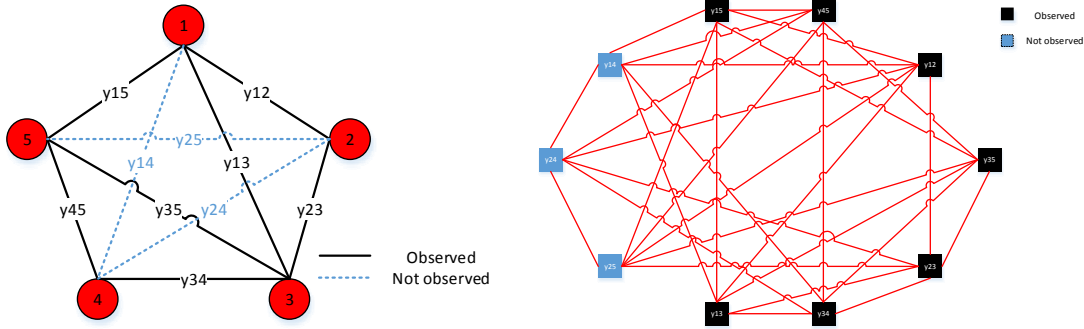 1
y15
y12
5
y25
2
y14
y13
y45
y35
y24
y23
Observed
Not observed
y34
4
3
y15
y45
Observed
Not observed
y14
y12
y24
y35
y25
y23
y13
y34